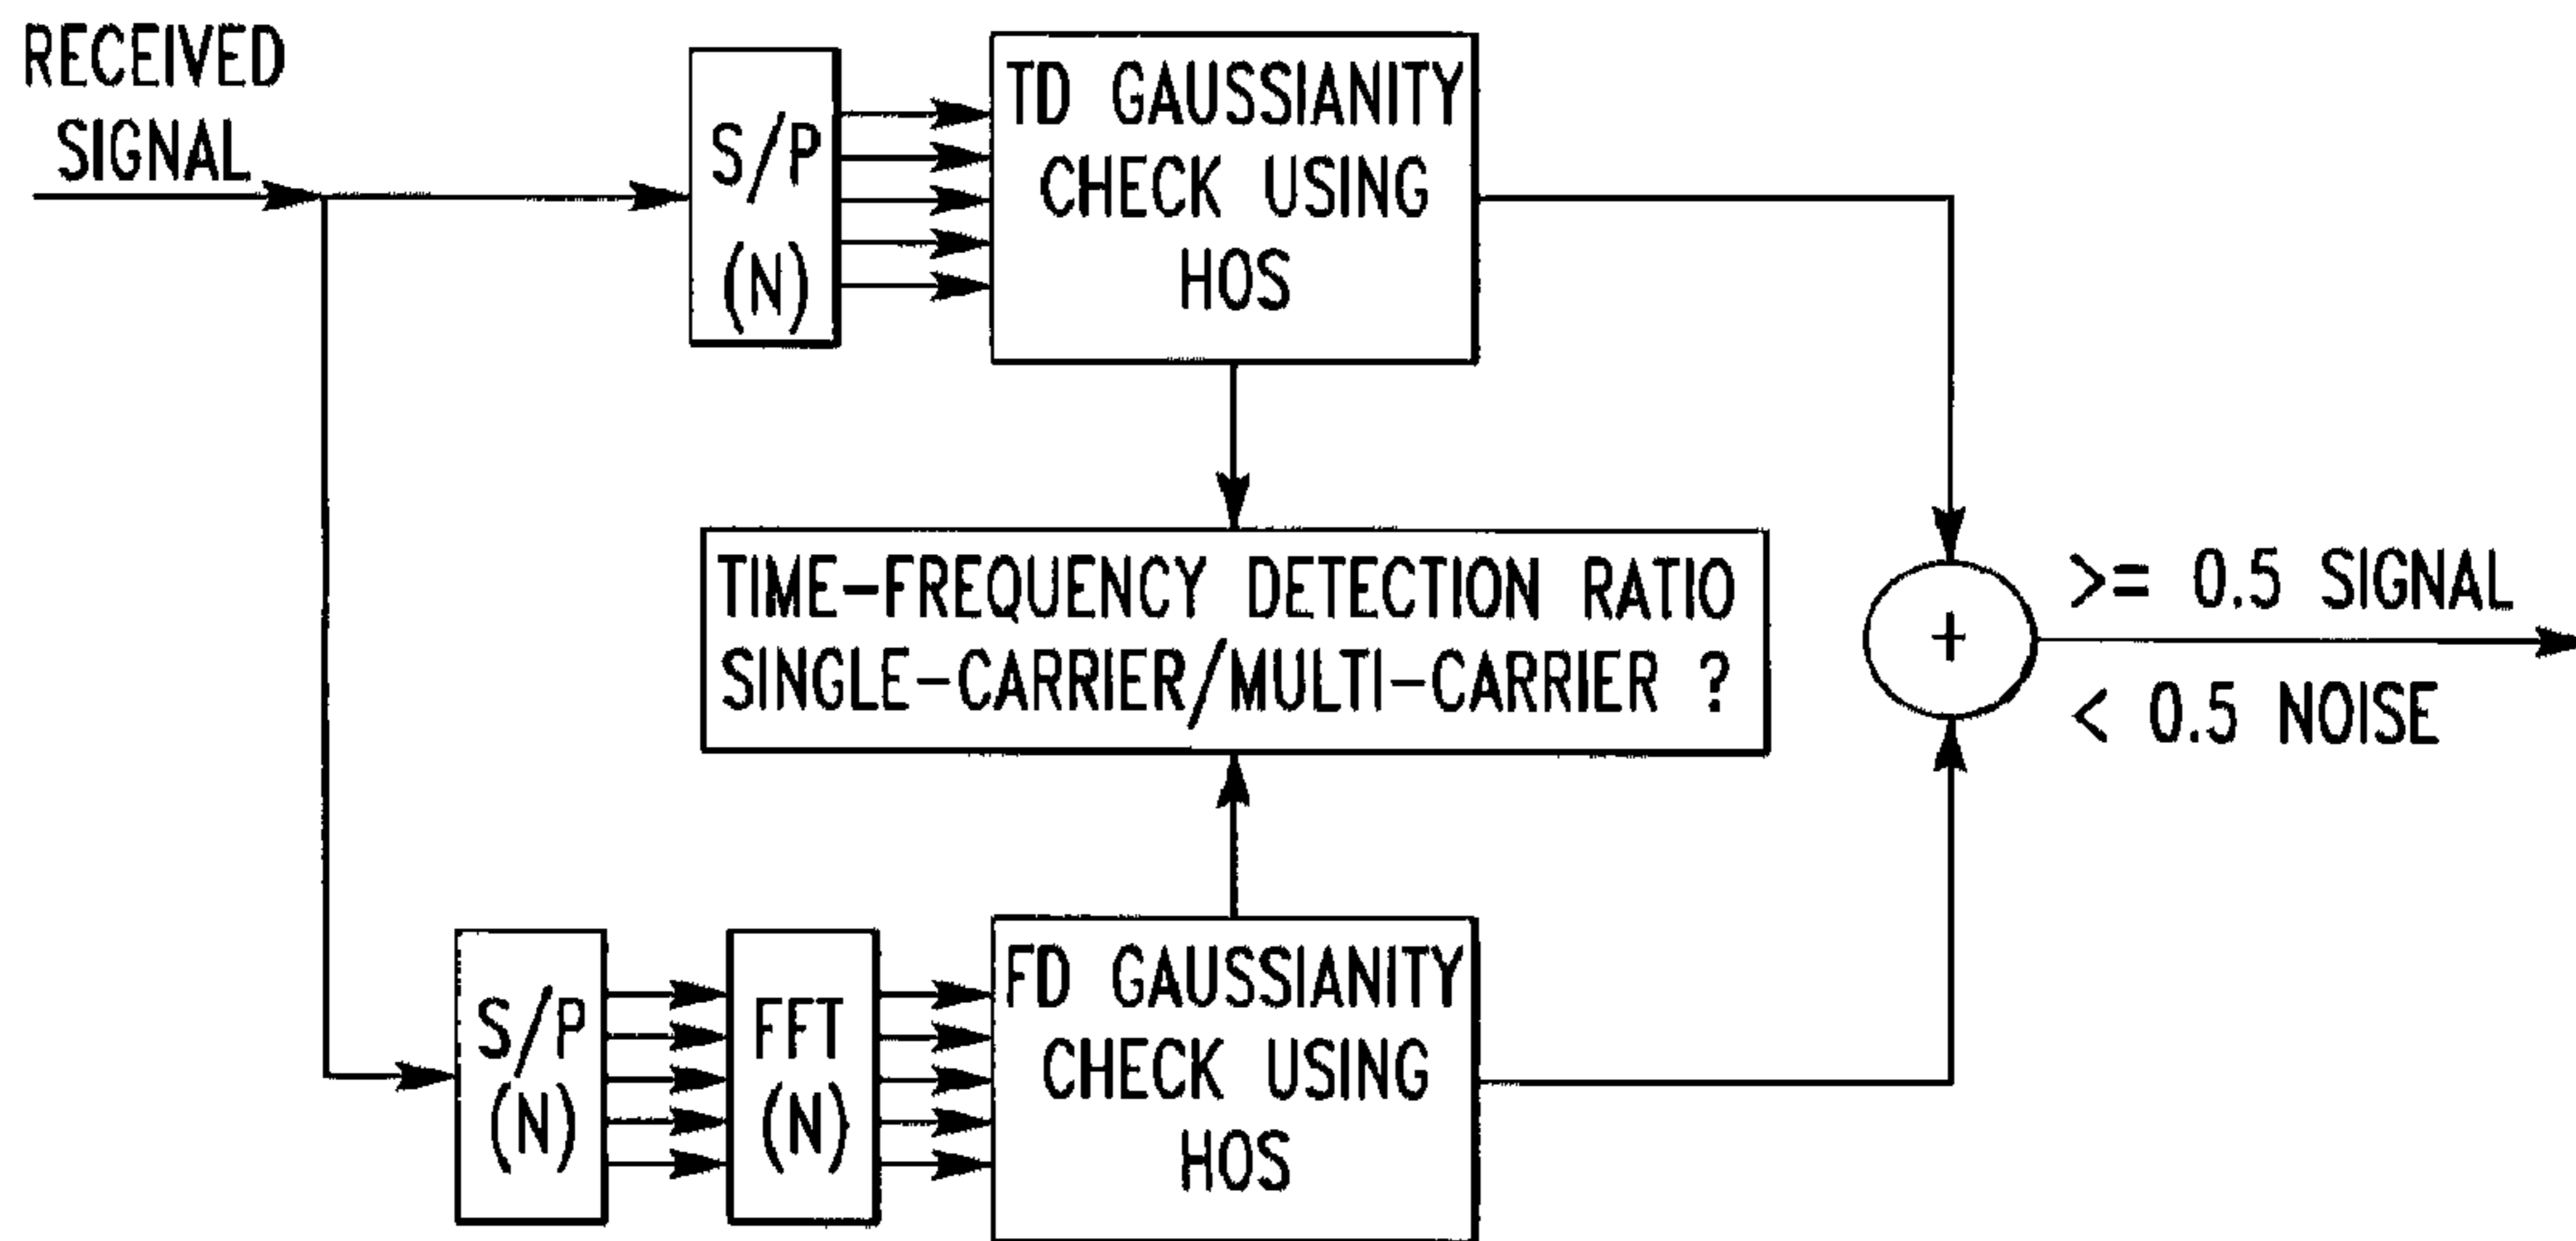 RECEIVED
SIGNAL
S/P
(N)
TD GAUSSIANITY
CHECK USING
HOS
TIME-FREQUENCY DETECTION RATIO
SINGLE-CARRIER/MULTI-CARRIER ?
+
>= 0.5 SIGNAL
< 0.5 NOISE
S/P
(N)
FFT
(N)
FD GAUSSIANITY
CHECK USING
HOS